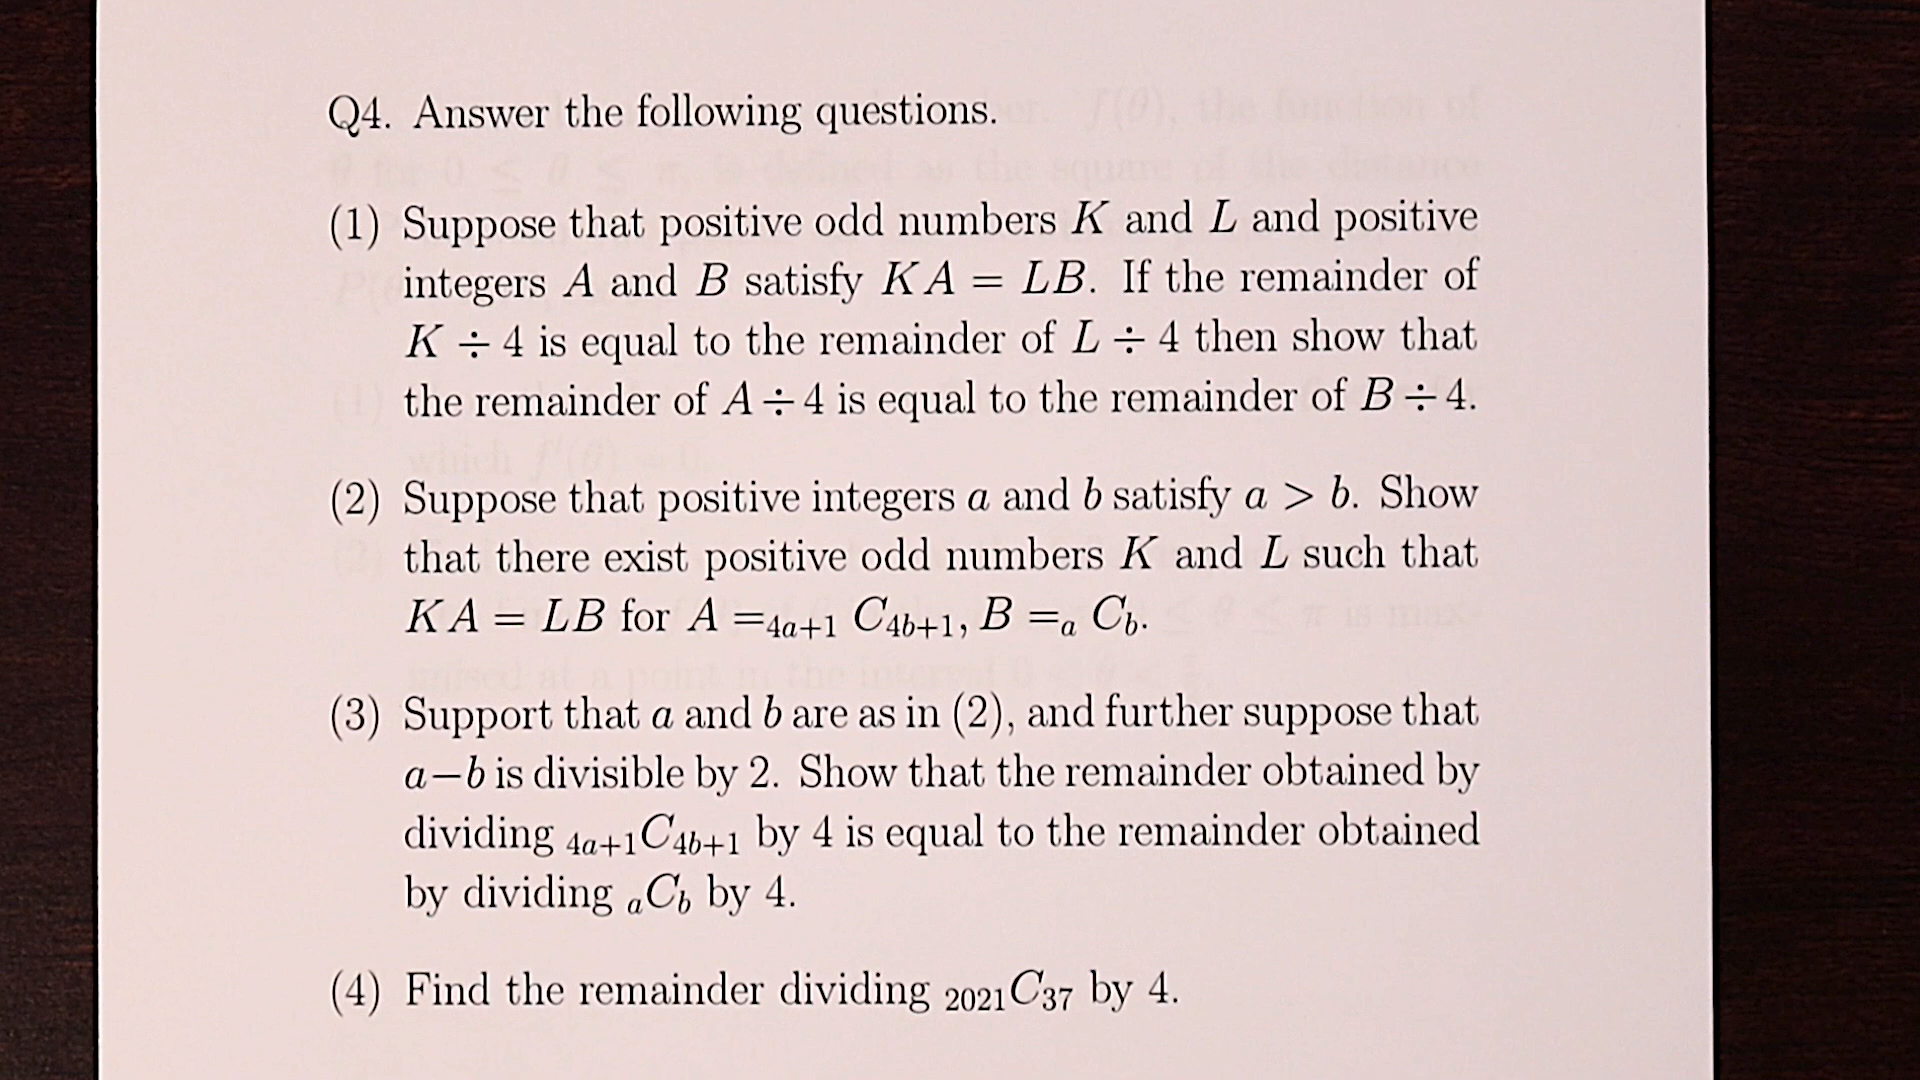 Q4. Answer the following questions.
(1) Suppose that positive odd numbers K and L and positive
integers A and B satisfy KA = LB. If the remainder of
K ÷ 4 is equal to the remainder of L ÷ 4 then show that
the remainder of A ÷ 4 is equal to the remainder of B ÷ 4.
(2) Suppose that positive integers a and b satisfy a > b. Show
that there exist positive odd numbers K and L such that
KA = LB for A =₄ₐ₊₁ C₄b₊₁, B =ₐ Cb.
(3) Support that a and b are as in (2), and further suppose that
a−b is divisible by 2. Show that the remainder obtained by
dividing ₄ₐ₊₁C₄b₊₁ by 4 is equal to the remainder obtained
by dividing ₐCb by 4.
(4) Find the remainder dividing ₂₀₂₁C₃₇ by 4.